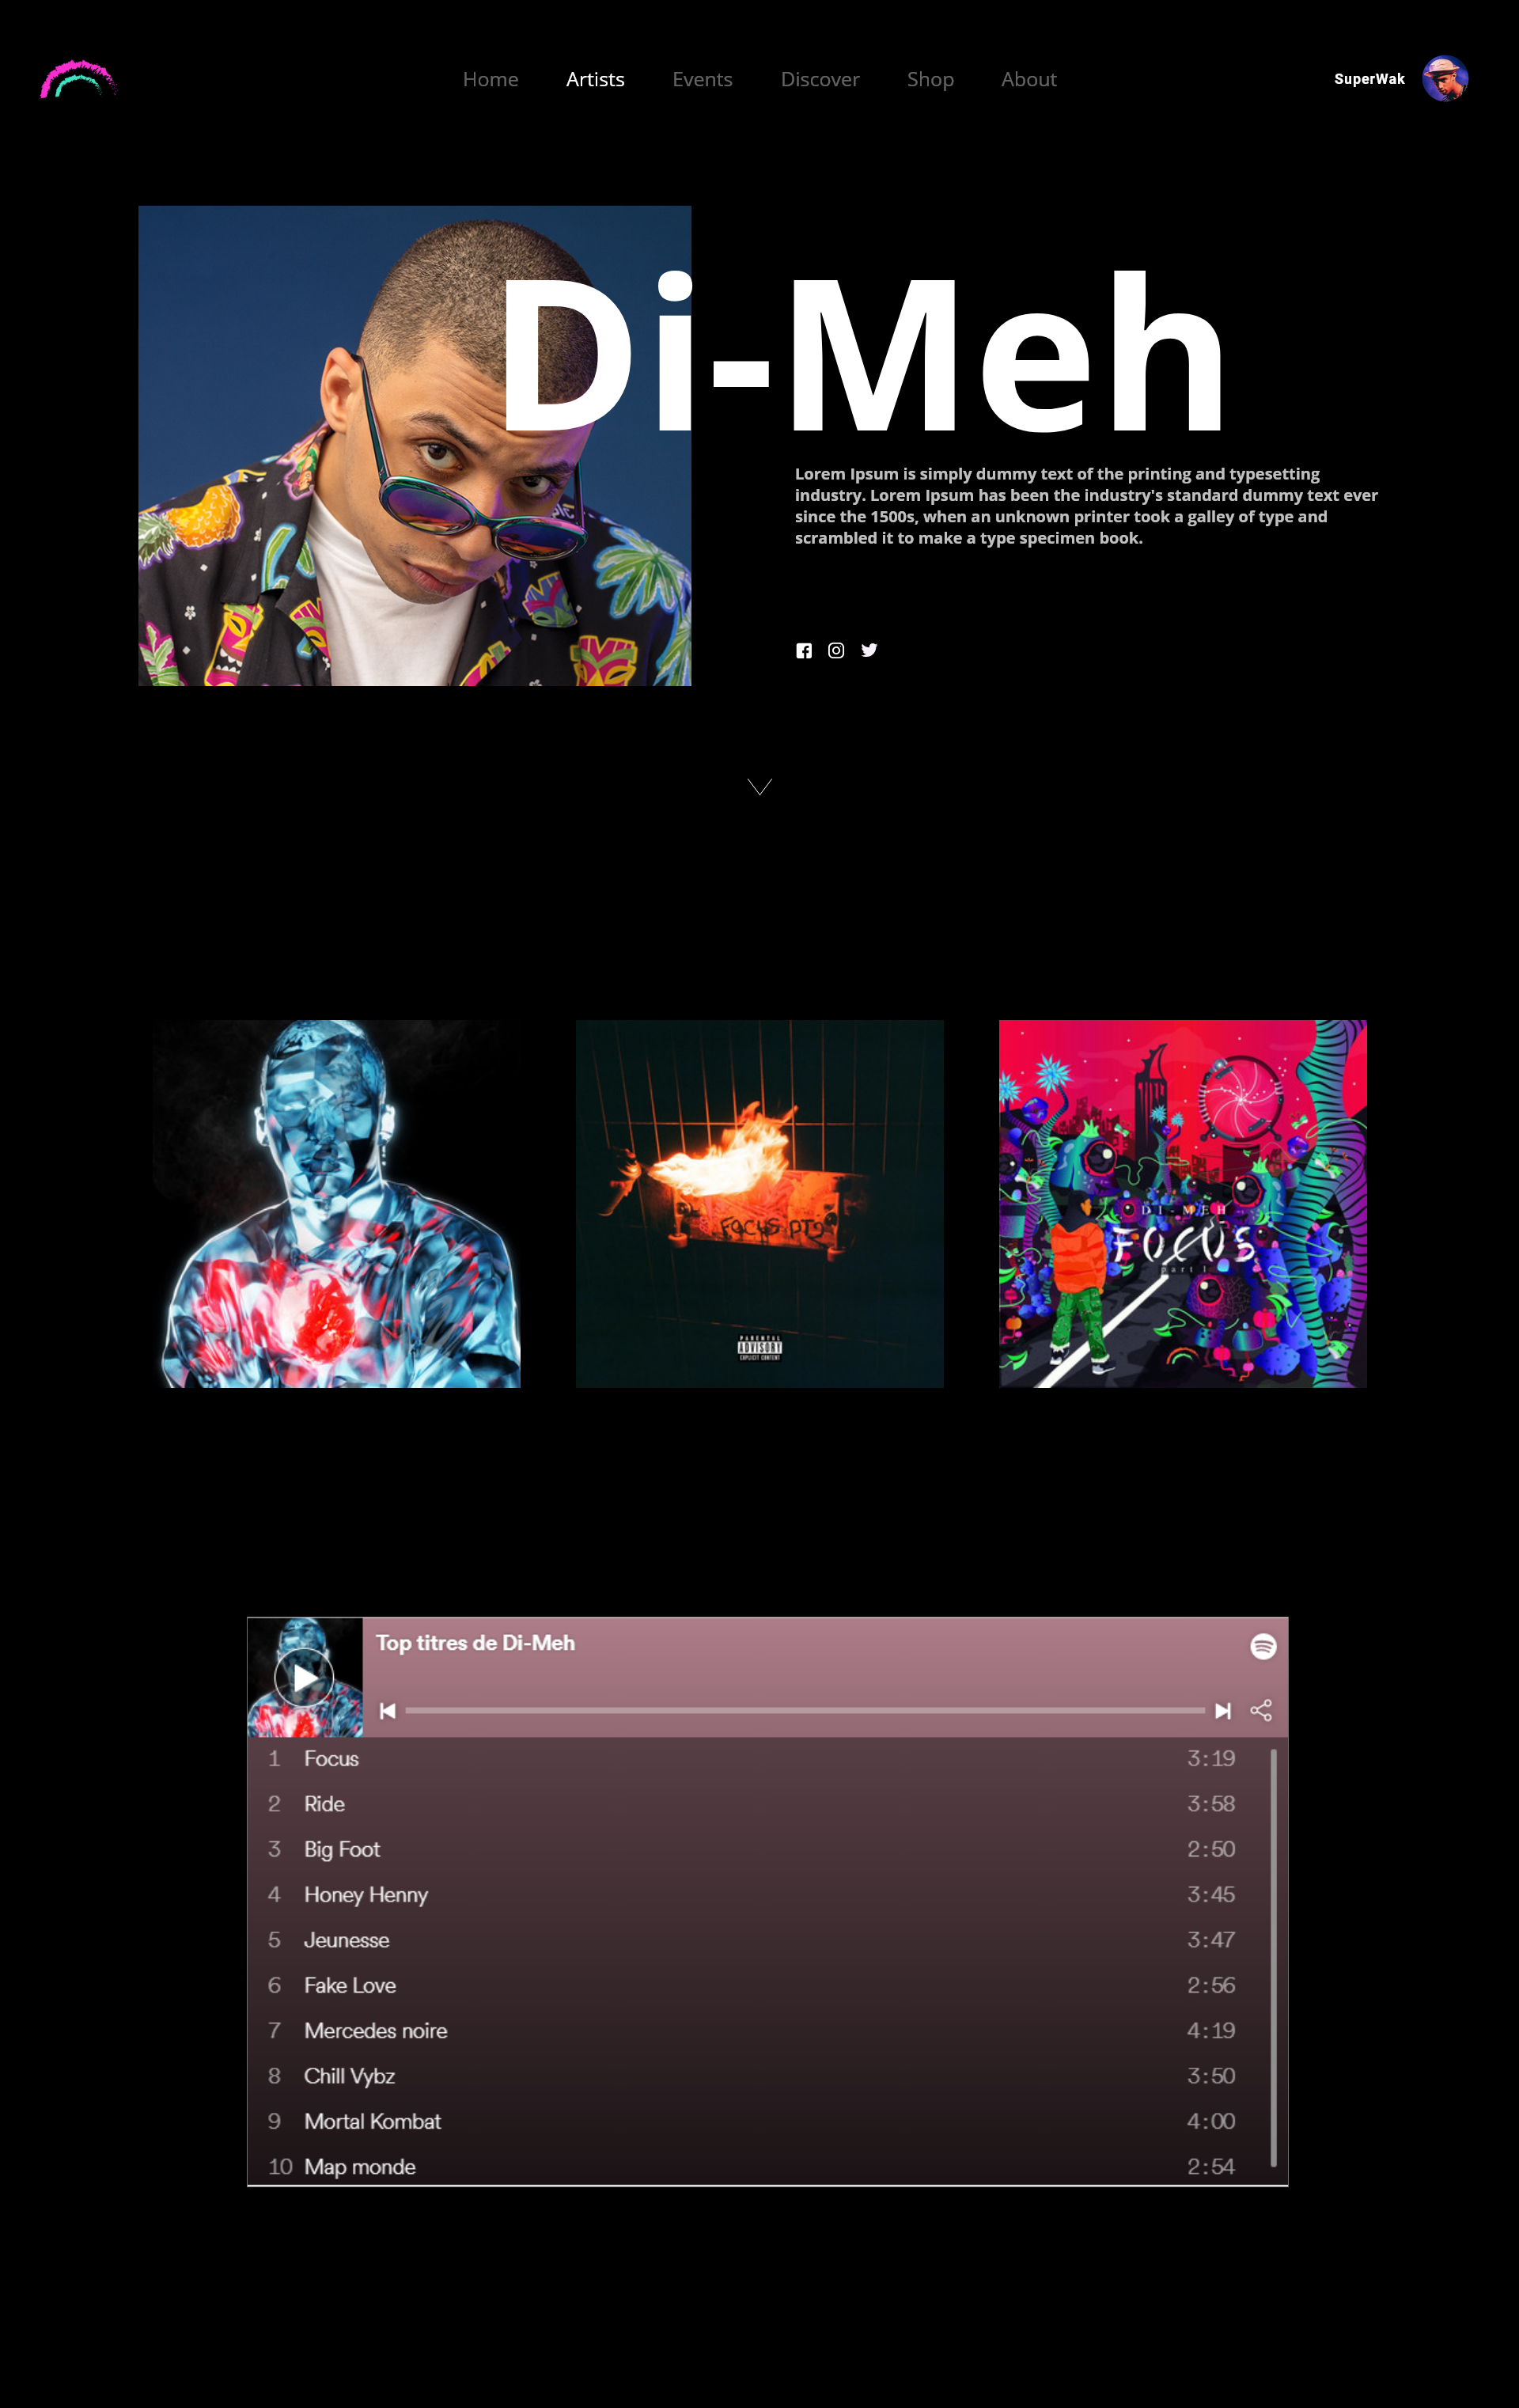 Home Artists Events Discover Shop About
SuperWak
Di-Meh
Lorem Ipsum is simply dummy text of the printing and typesetting
industry. Lorem Ipsum has been the industry's standard dummy text ever
since the 1500s, when an unknown printer took a galley of type and
scrambled it to make a type specimen book.
FOCUS PT2
PARENTAL
ADVISORY
EXPLICIT CONTENT
DI-MEH
FOCUS
part 1
Top titres de Di-Meh
1 Focus 3:19
2 Ride 3:58
3 Big Foot 2:50
4 Honey Henny 3:45
5 Jeunesse 3:47
6 Fake Love 2:56
7 Mercedes noire 4:19
8 Chill Vybz 3:50
9 Mortal Kombat 4:00
10 Map monde 2:54